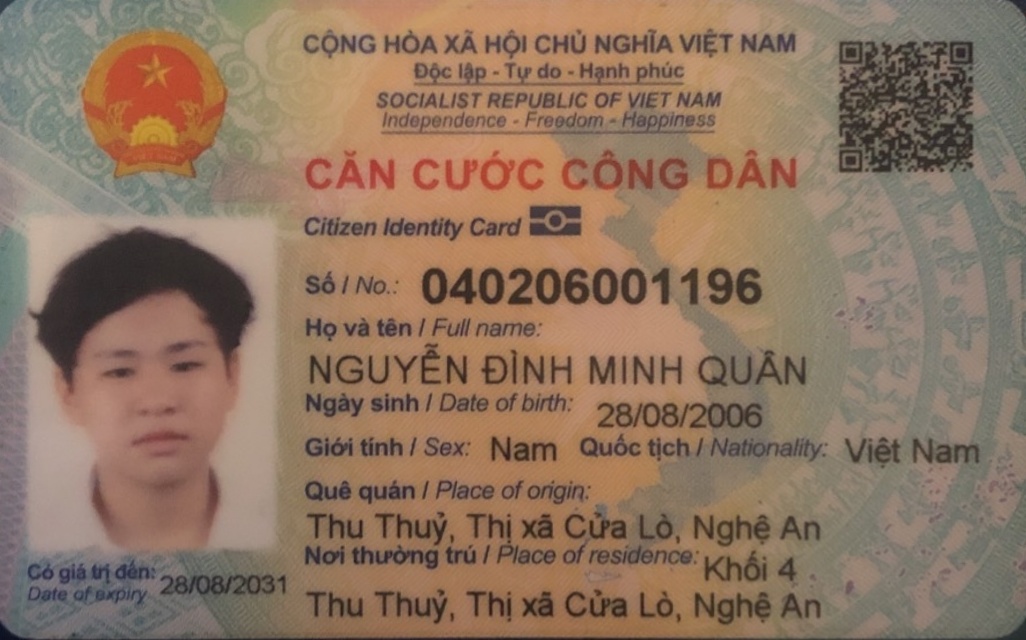 CỘNG HÒA XÃ HỘI CHỦ NGHĨA VIỆT NAM
Độc lập - Tự do - Hạnh phúc
SOCIALIST REPUBLIC OF VIET NAM
Independence - Freedom - Happiness
CĂN CƯỚC CÔNG DÂN
Citizen Identity Card
Số / No.: 040206001196
Họ và tên / Full name:
NGUYỄN ĐÌNH MINH QUÂN
Ngày sinh / Date of birth: 28/08/2006
Giới tính / Sex: Nam Quốc tịch / Nationality: Việt Nam
Quê quán / Place of origin:
Thu Thuỷ, Thị xã Cửa Lò, Nghệ An
Nơi thường trú / Place of residence: Khối 4
Thu Thuỷ, Thị xã Cửa Lò, Nghệ An
Có giá trị đến: 28/08/2031
Date of expiry